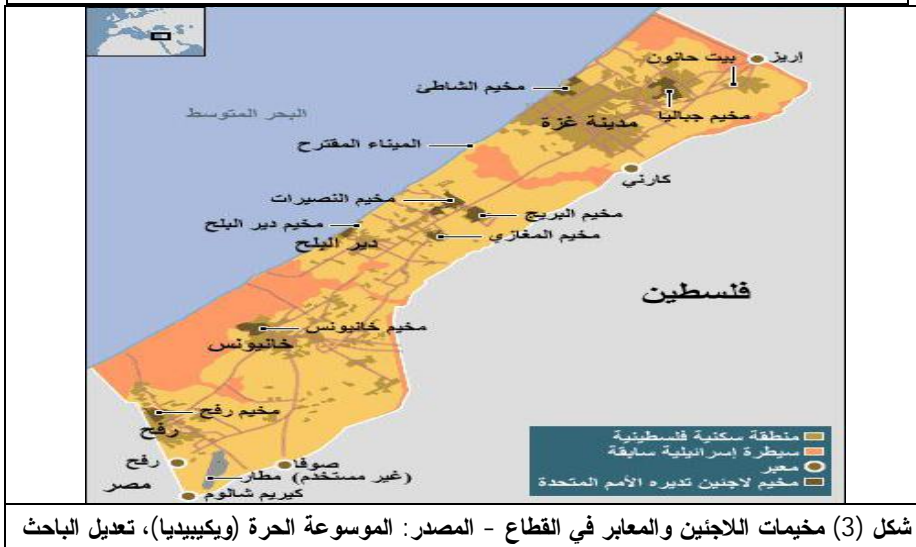 إريز
بيت حانون
مخيم الشاطئ
البحر المتوسط
مخيم جباليا
مدينة غزة
الميناء المقترح
كارني
مخيم النصيرات
مخيم البريج
مخيم دير البلح
مخيم المغازي
دير البلح
فلسطين
مخيم خانيونس
خانيونس
مخيم رفح
رفح
رفح
صوفا
مصر
(غير مستخدم) مطار
كيريم شالوم
منطقة سكنية فلسطينية
سيطرة إسرائيلية سابقة
معبر
مخيم لاجئين تديره الأمم المتحدة
شكل (3) مخيمات اللاجئين والمعابر في القطاع - المصدر: الموسوعة الحرة (ويكيبيديا)، تعديل الباحث